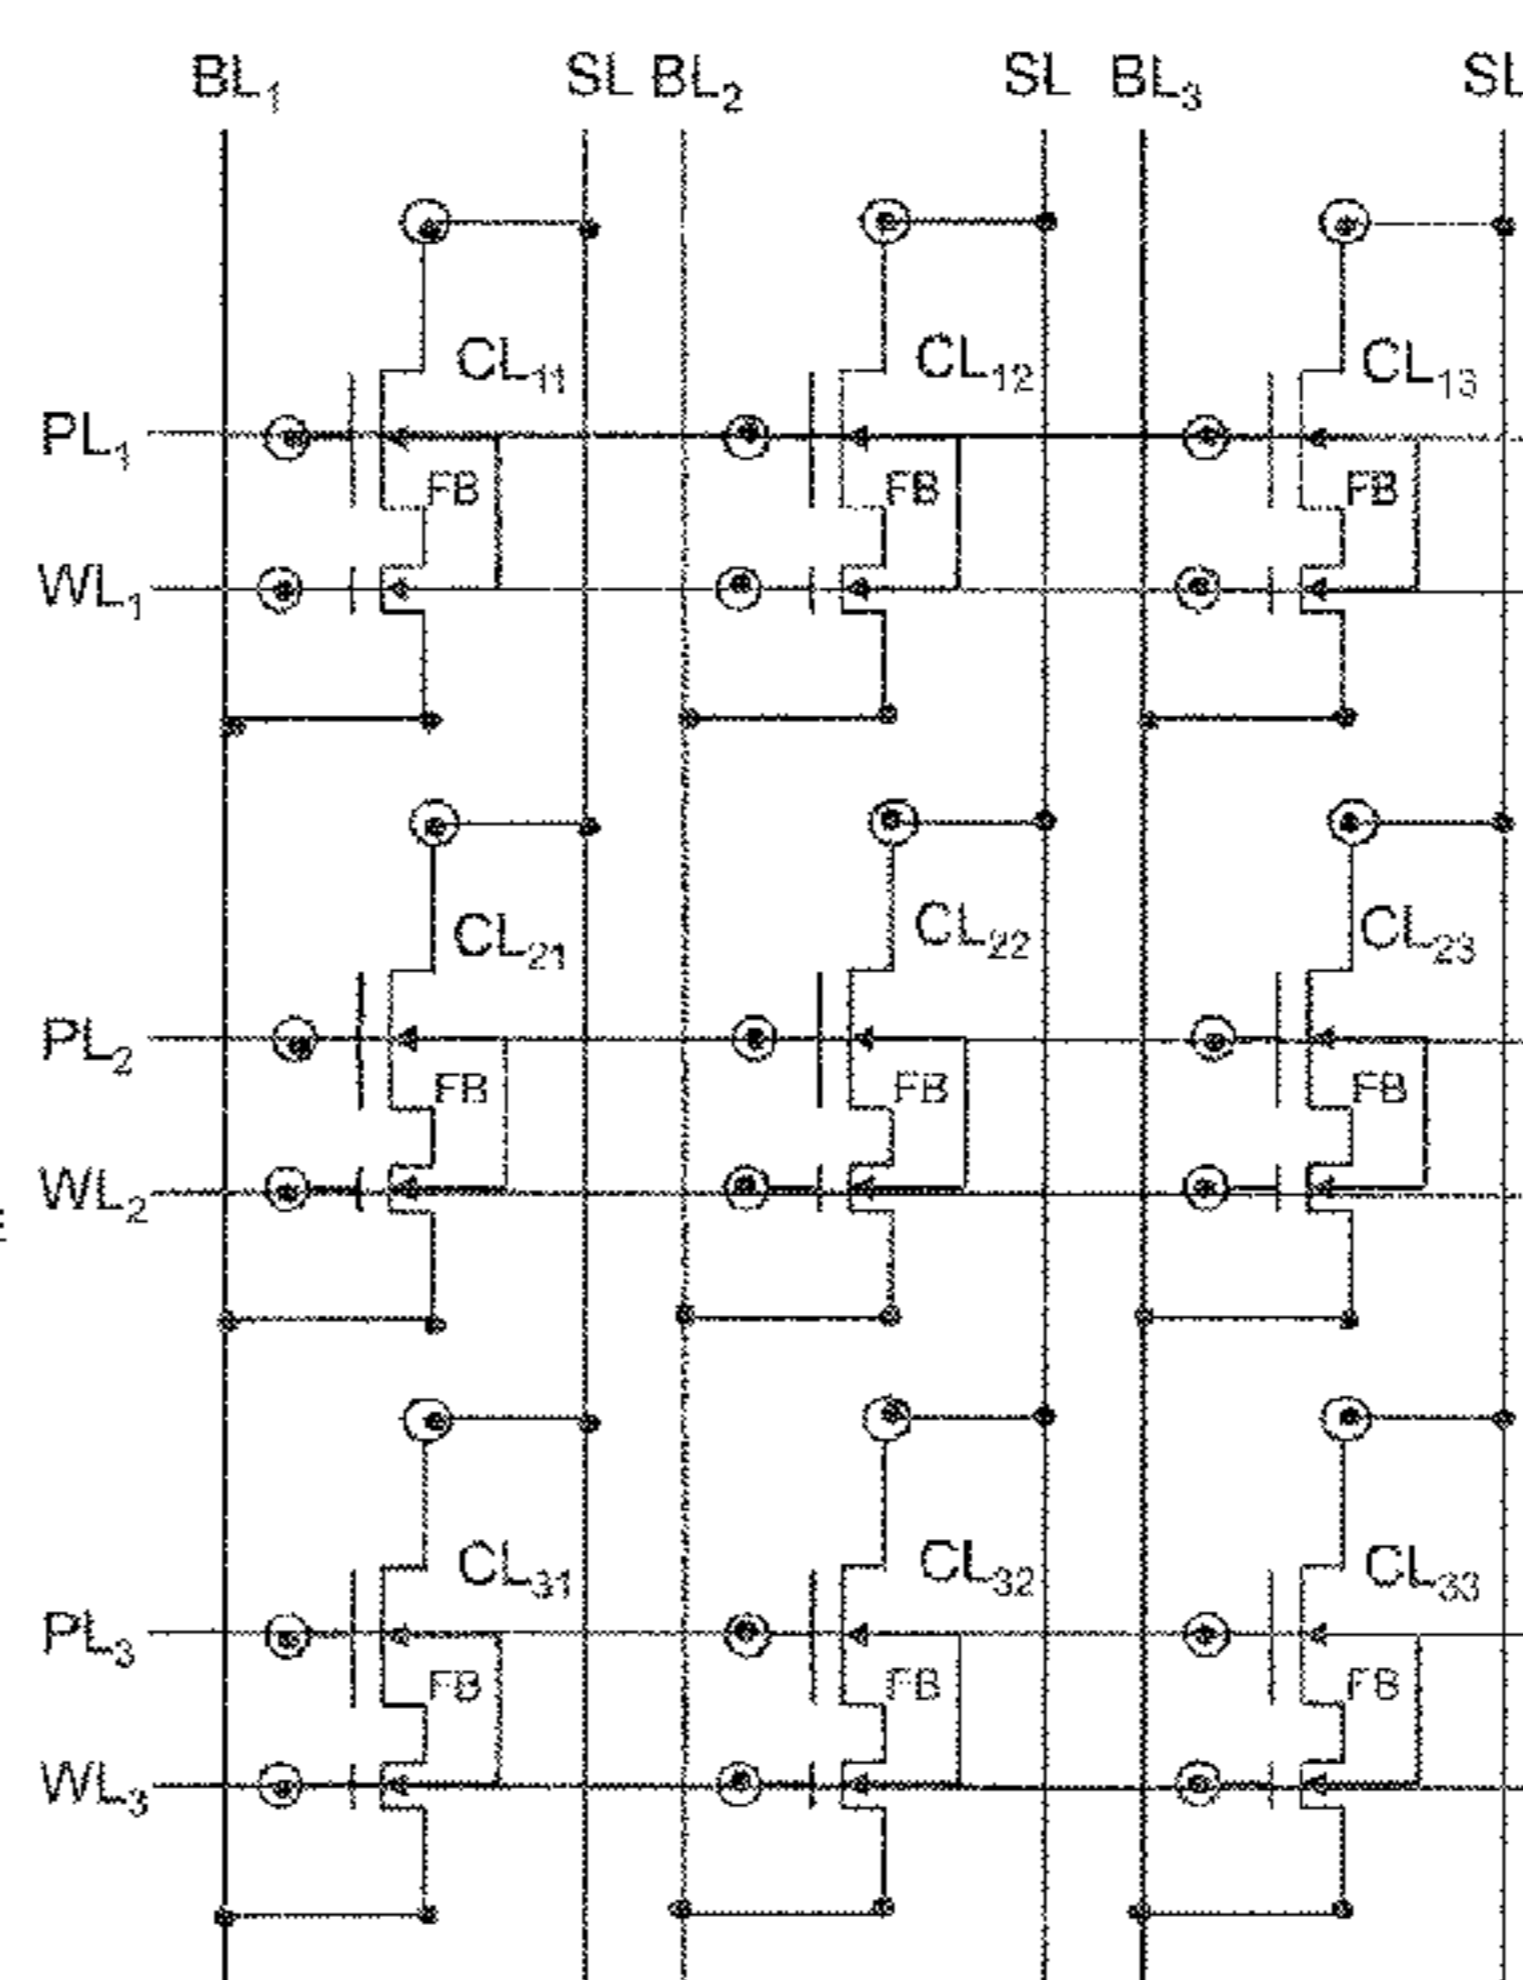 BL₁ SL BL₂ SL BL₃ SL
CL₁₁ CL₁₂ CL₁₃
PL₁
FB FB FB
WL₁
CL₂₁ CL₂₂ CL₂₃
PL₂
FB FB FB
WL₂
CL₃₁ CL₃₂ CL₃₃
PL₃
FB FB FB
WL₃